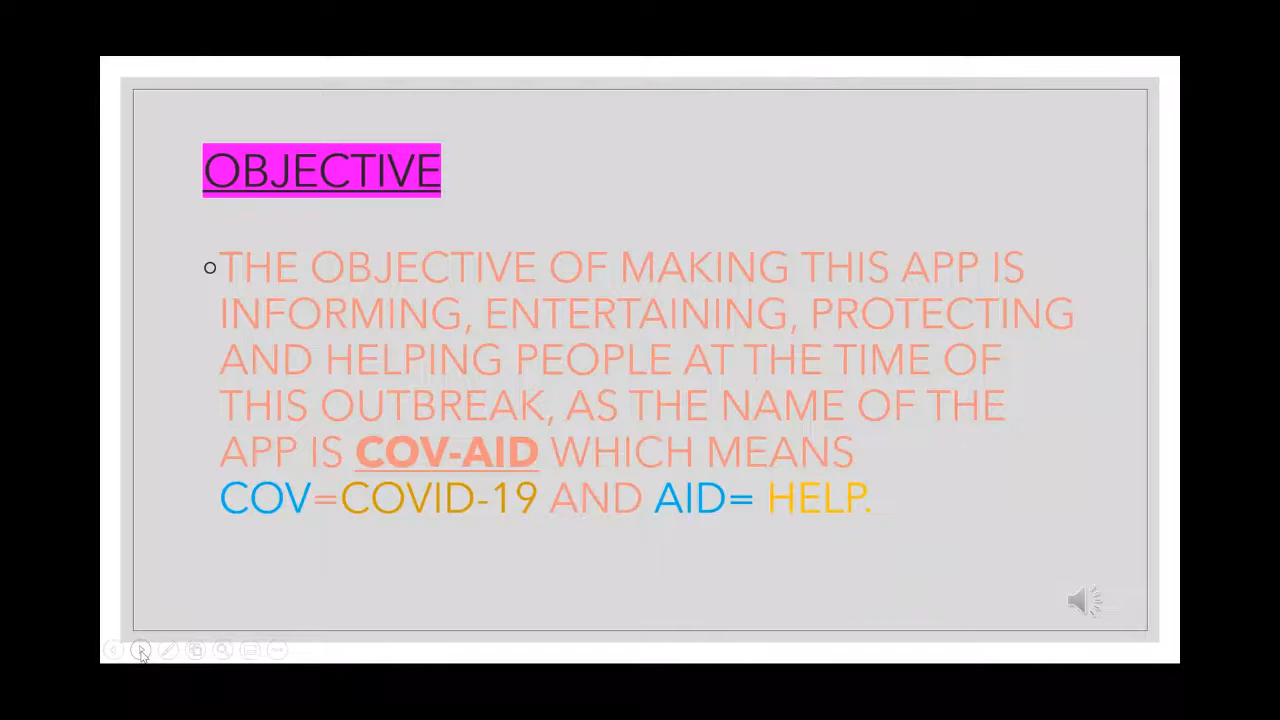 OBJECTIVE
THE OBJECTIVE OF MAKING THIS APP IS
INFORMING, ENTERTAINING, PROTECTING
AND HELPING PEOPLE AT THE TIME OF
THIS OUTBREAK, AS THE NAME OF THE
APP IS COV-AID WHICH MEANS
COV=COVID-19 AND AID= HELP.